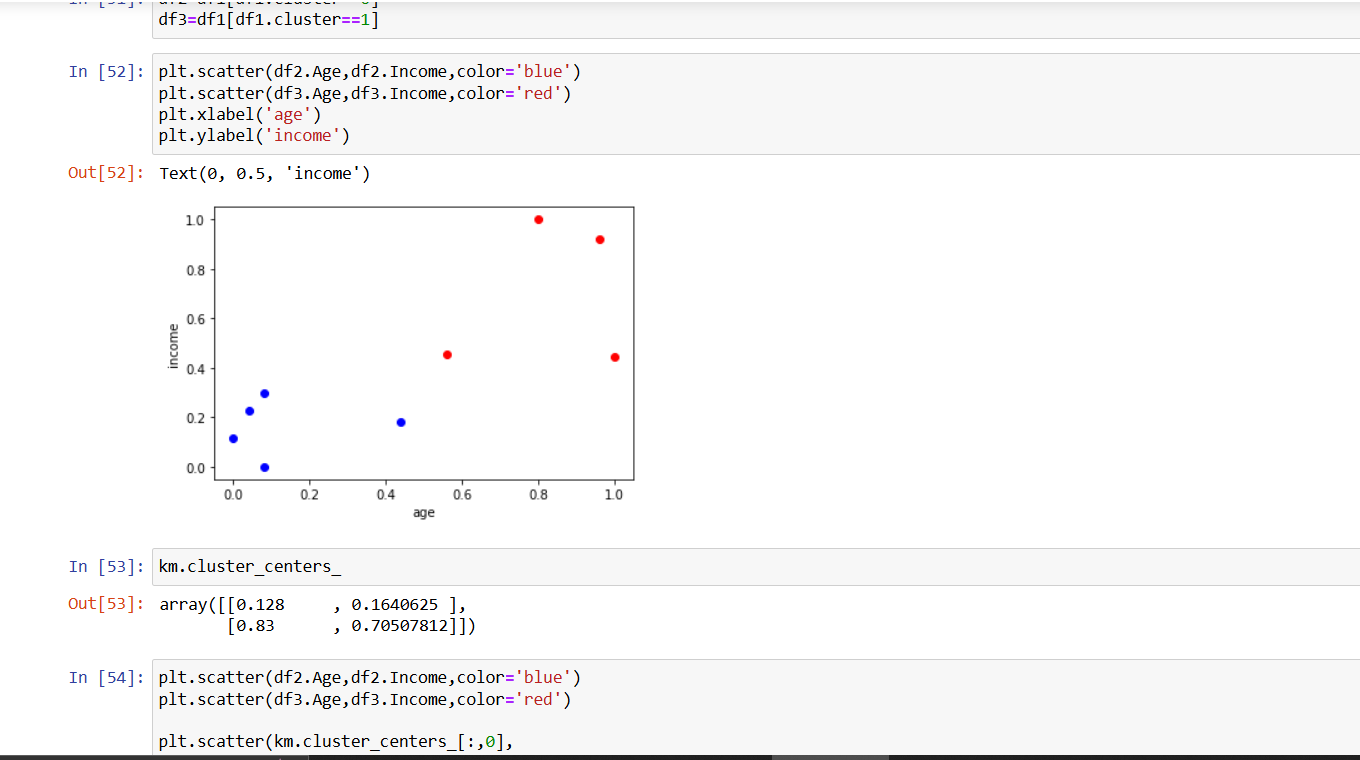 df3=df1[df1.cluster==1]
In [52]: plt.scatter(df2.Age,df2.Income,color='blue')
plt.scatter(df3.Age,df3.Income,color='red')
plt.xlabel('age')
plt.ylabel('income')
Out[52]: Text(0, 0.5, 'income')
1.0
0.8
0.6
0.4
0.2
0.0
income
0.0 0.2 0.4 0.6 0.8 1.0
age
In [53]: km.cluster_centers_
Out[53]: array([[0.128     , 0.1640625 ],
[0.83      , 0.70507812]])
In [54]: plt.scatter(df2.Age,df2.Income,color='blue')
plt.scatter(df3.Age,df3.Income,color='red')
plt.scatter(km.cluster_centers_[:,0],